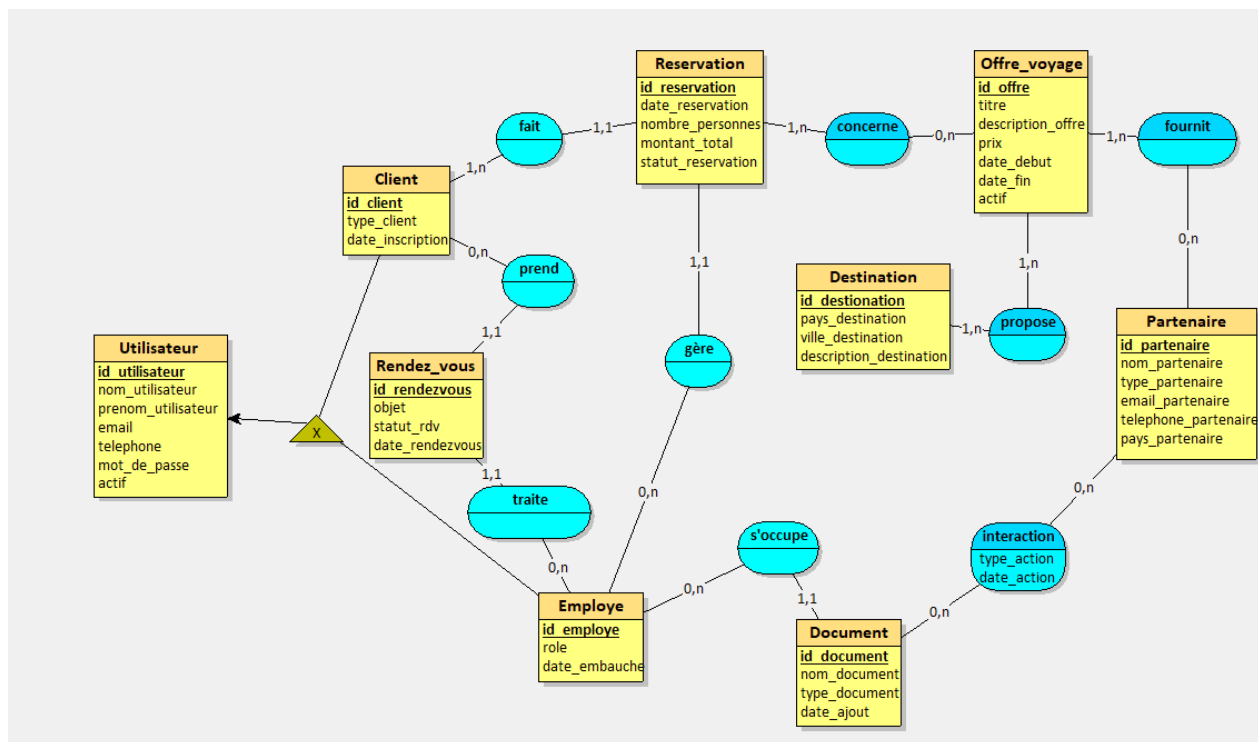 Reservation
id_reservation
date_reservation
nombre_personnes
montant_total
statut_reservation
Offre_voyage
id_offre
titre
description_offre
prix
date_debut
date_fin
actif
fait
1,1
1,n
concerne
0,n
1,n
fournit
1,n
Client
id_client
type_client
date_inscription
0,n
prend
1,1
1,1
0,n
1,n
Destination
id_destionation
pays_destination
ville_destination
description_destination
1,n
propose
Partenaire
id_partenaire
nom_partenaire
type_partenaire
email_partenaire
telephone_partenaire
pays_partenaire
Utilisateur
id_utilisateur
nom_utilisateur
prenom_utilisateur
email
telephone
mot_de_passe
actif
X
Rendez_vous
id_rendezvous
objet
statut_rdv
date_rendezvous
gère
1,1
traite
0,n
0,n
s'occupe
0,n
1,1
0,n
interaction
type_action
date_action
0,n
Employe
id_employe
role
date_embauche
Document
id_document
nom_document
type_document
date_ajout